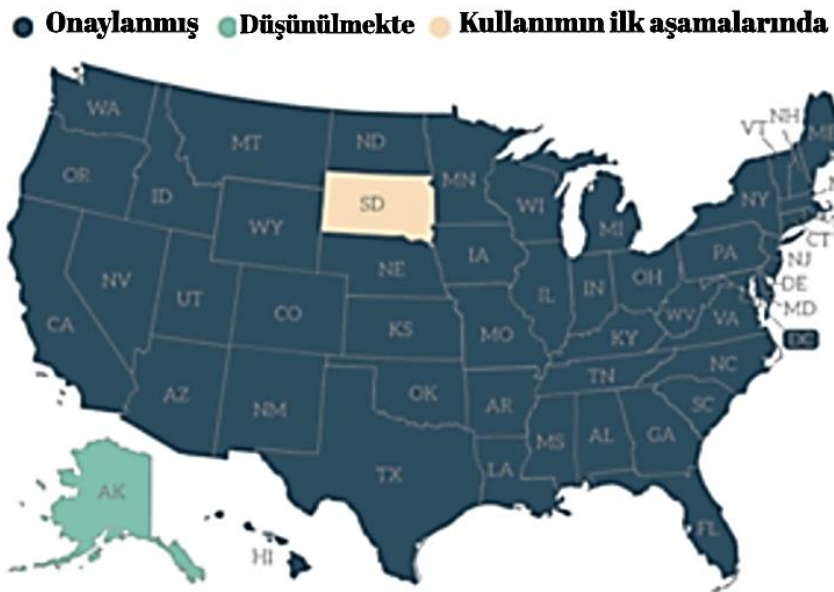 Onaylanmış Düşünülmekte Kullanımın ilk aşamalarında
WA
MT
ND
MN
VT
NH
ME
OR
ID
SD
WI
NY
WY
MI
CT
IA
PA
NJ
NE
OH
DE
NV
UT
IL
IN
MD
CO
WV
VA
CA
KS
MO
KY
DC
NC
TN
AZ
NM
OK
AR
SC
MS
AL
GA
TX
LA
AK
FL
HI